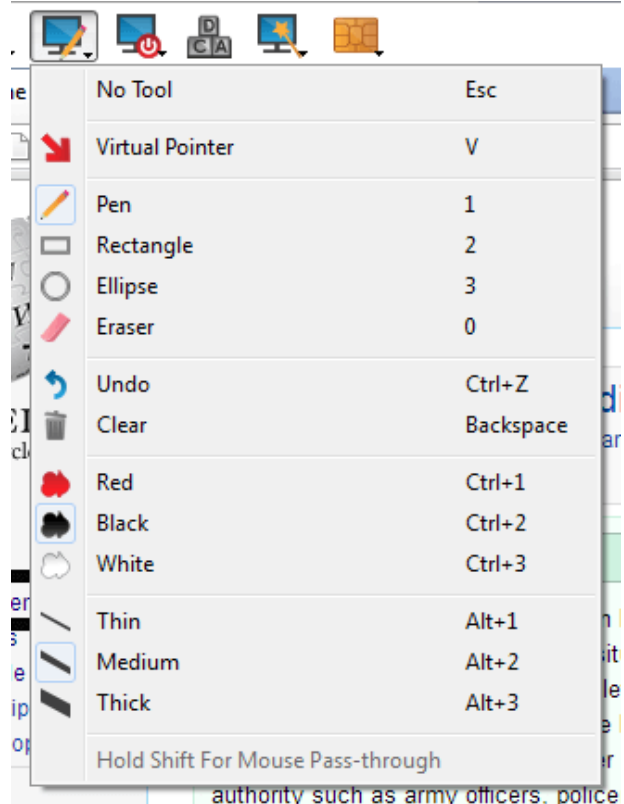 D
C A
No Tool Esc
Virtual Pointer V
Pen 1
Rectangle 2
Ellipse 3
Eraser 0
Undo Ctrl+Z
Clear Backspace
Red Ctrl+1
Black Ctrl+2
White Ctrl+3
Thin Alt+1
Medium Alt+2
Thick Alt+3
Hold Shift For Mouse Pass-through
authority such as army officers, police